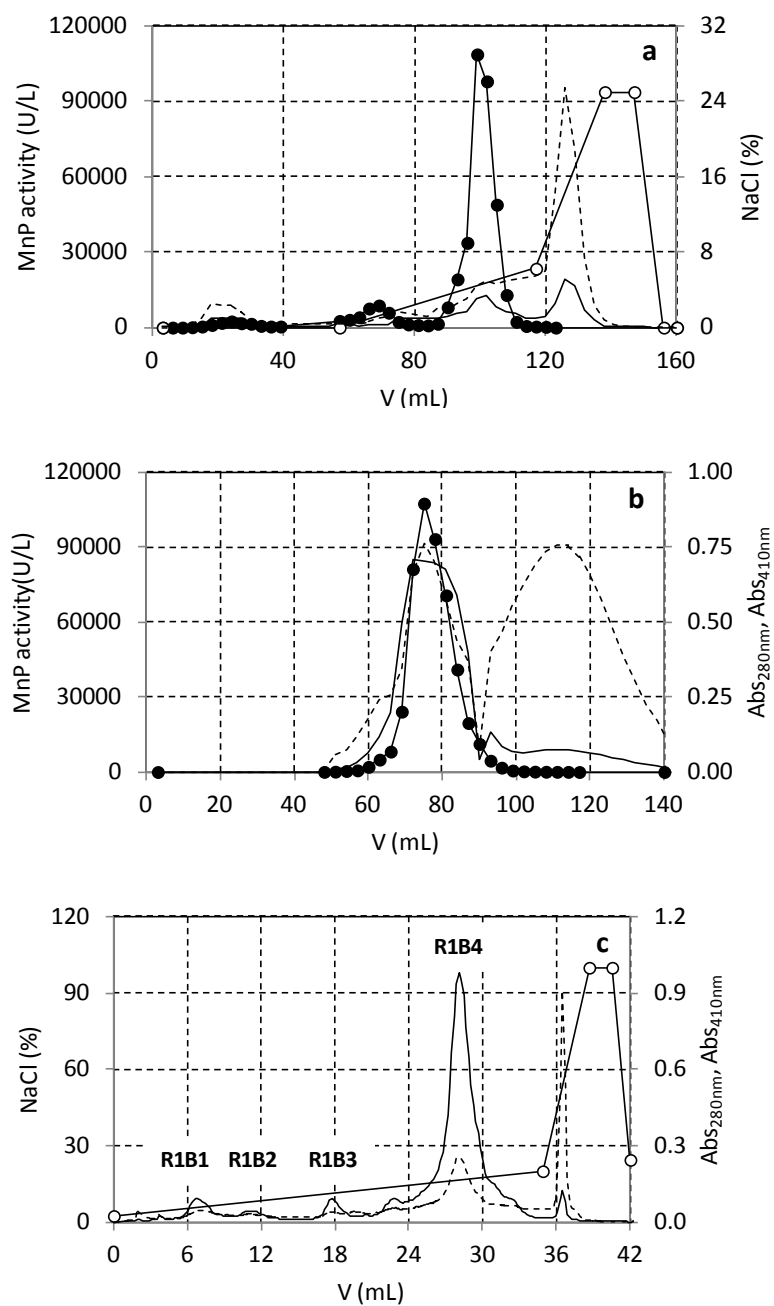 a
120000 90000 60000 30000 0
MnP activity (U/L)
32 24 16 8 0
NaCl (%)
0 40 80 120 160
V (mL)
b
120000 90000 60000 30000 0
MnP activity(U/L)
1.00 0.75 0.50 0.25 0.00
Abs280nm, Abs410nm
0 20 40 60 80 100 120 140
V (mL)
c
120 90 60 30 0
NaCl (%)
R1B1 R1B2 R1B3 R1B4
1.2 0.9 0.6 0.3 0.0
Abs280nm, Abs410nm
0 6 12 18 24 30 36 42
V (mL)